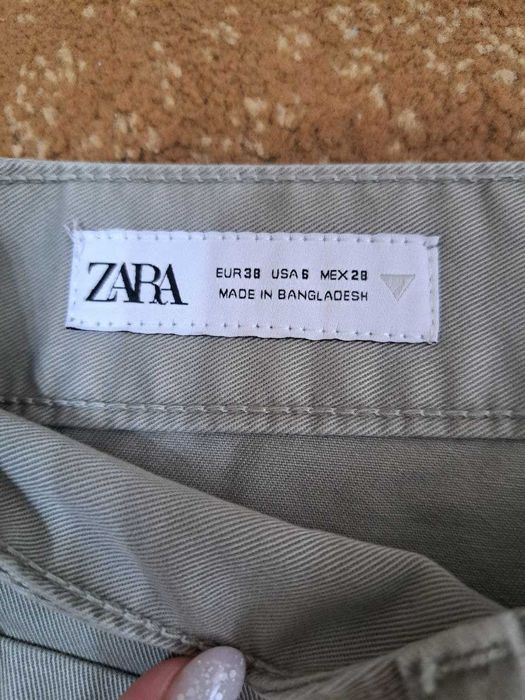 ZARA
EUR 38 USA 6 MEX 28
MADE IN BANGLADESH